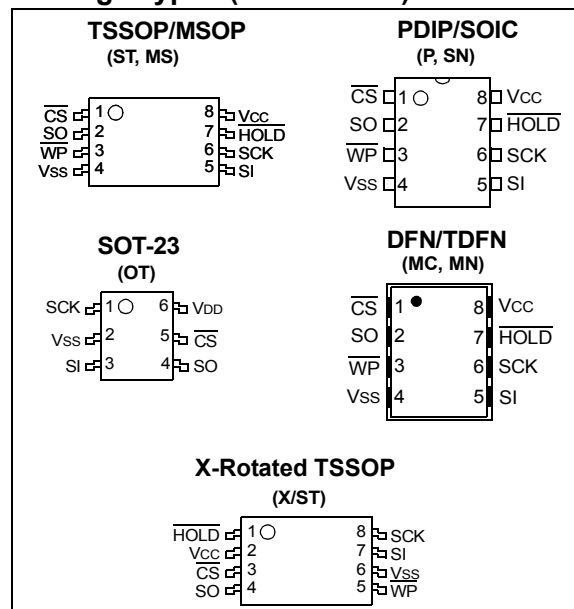 TSSOP/MSOP
(ST, MS)
CS 1 8 VCC
SO 2 7 HOLD
WP 3 6 SCK
VSS 4 5 SI
PDIP/SOIC
(P, SN)
CS 1 8 VCC
SO 2 7 HOLD
WP 3 6 SCK
VSS 4 5 SI
SOT-23
(OT)
SCK 1 6 VDD
VSS 2 5 CS
SI 3 4 SO
DFN/TDFN
(MC, MN)
CS 1 8 VCC
SO 2 7 HOLD
WP 3 6 SCK
VSS 4 5 SI
X-Rotated TSSOP
(X/ST)
HOLD 1 8 SCK
VCC 2 7 SI
CS 3 6 VSS
SO 4 5 WP